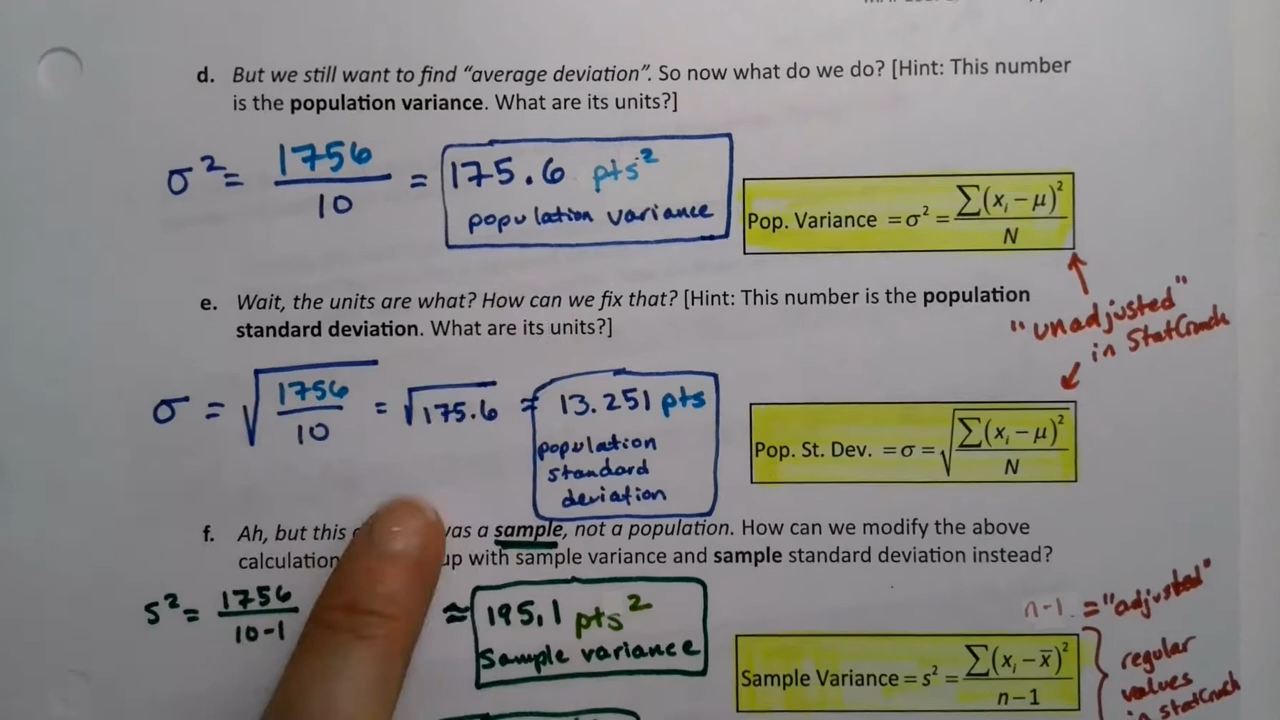 d. But we still want to find “average deviation”. So now what do we do? [Hint: This number
is the population variance. What are its units?]
σ² = 1756/10 = 175.6 pts²
population variance
Pop. Variance = σ² = ∑(xᵢ – μ)²/N
e. Wait, the units are what? How can we fix that? [Hint: This number is the population
standard deviation. What are its units?]
"unadjusted"
in StatCrunch
σ = √(1756/10) = √175.6 = 13.251 pts
population
standard
deviation
Pop. St. Dev. = σ = √(∑(xᵢ – μ)²/N)
f. Ah, but this was a sample, not a population. How can we modify the above
calculation up with sample variance and sample standard deviation instead?
s² = 1756/(10-1) ≈ 195.1 pts²
Sample variance
n-1 = "adjusted"
Sample Variance = s² = ∑(xᵢ – x̄)²/(n–1)
regular
values
in StatCrunch